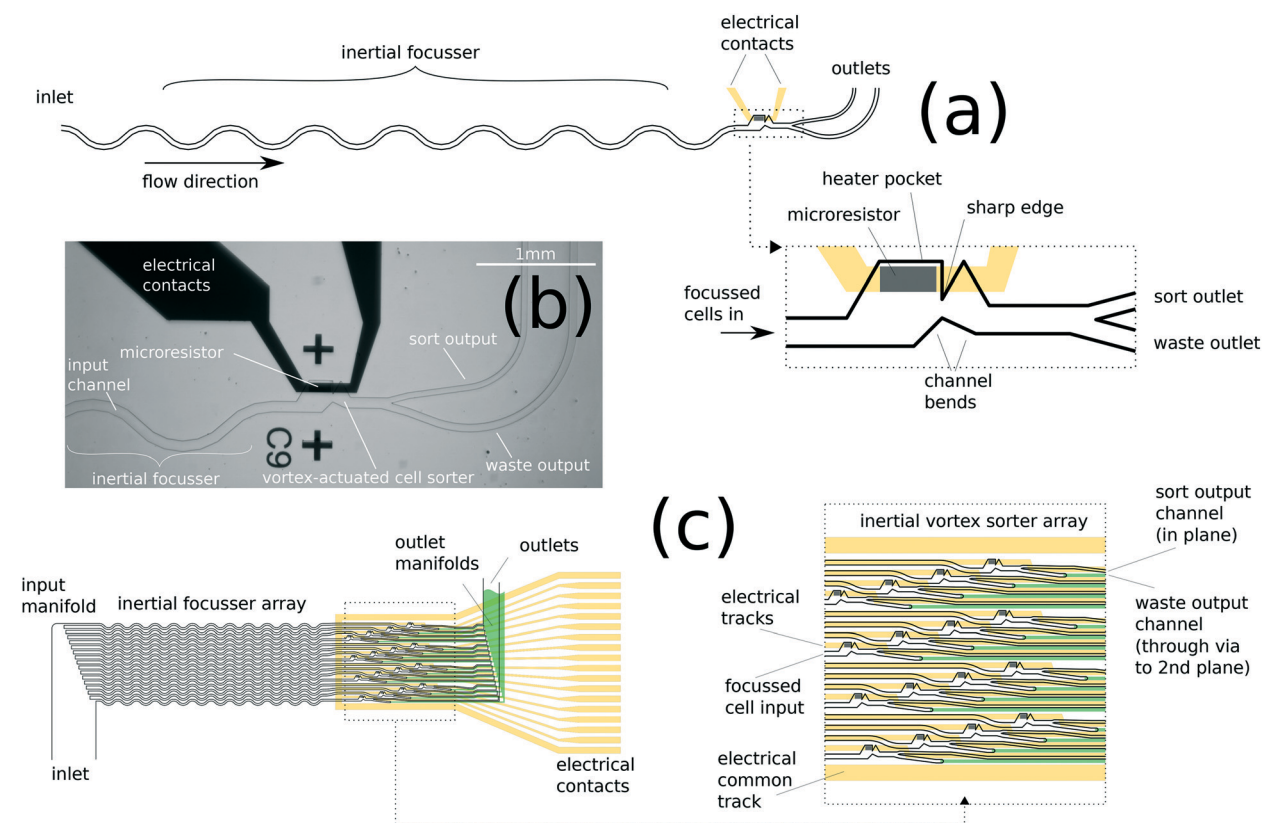 electrical
contacts
inertial focusser
outlets
inlet
(a)
flow direction
heater pocket
microresistor
sharp edge
focussed
cells in
sort outlet
waste outlet
channel
bends
1mm
electrical
contacts
(b)
microresistor
sort output
input
channel
C9
inertial focusser
vortex-actuated cell sorter
waste output
(c)
outlet
manifolds
outlets
input
manifold
inertial focusser array
inlet
electrical
contacts
inertial vortex sorter array
sort output
channel
(in plane)
electrical
tracks
waste output
channel
(through via
to 2nd plane)
focussed
cell input
electrical
common
track